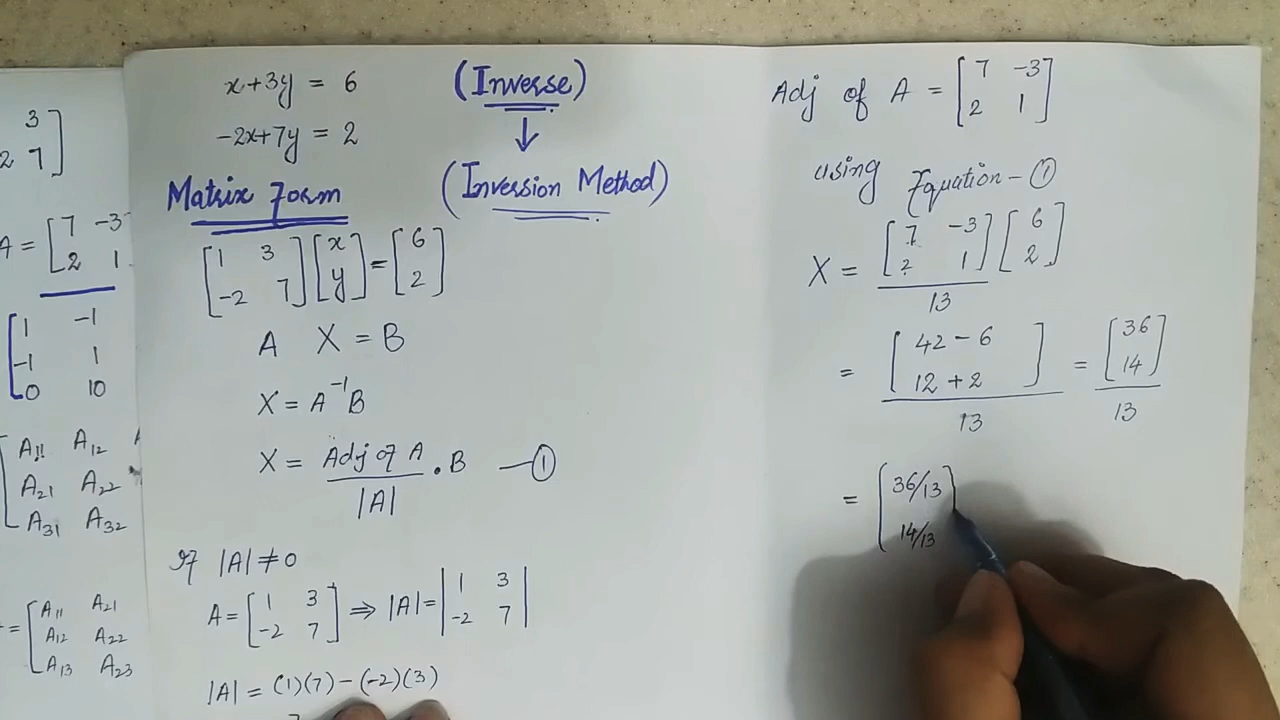 3
2 7
A = [7 -3
2 1
1 -1
-1 1
0 10
A11 A12
A21 A22
A31 A32
= A11 A21
A12 A22
A13 A23
x+3y = 6
-2x+7y = 2
(Inverse)
↓
(Inversion Method)
Matrix Form
[1 3] [x] = [6]
[-2 7] [y] [2]
A X = B
X = A⁻¹B
X = Adj of A / |A| . B —①
If |A| ≠ 0
A = [1 3] ⇒ |A| = |1 3|
[-2 7] |-2 7|
|A| = (1)(7) - (-2)(3)
Adj of A = [7 -3]
[2 1]
using Equation - ①
X = [7 -3] [6]
[2 1] [2]
13
= [42 - 6] = [36]
[12 + 2] [14]
13 13
= [36/13]
[14/13